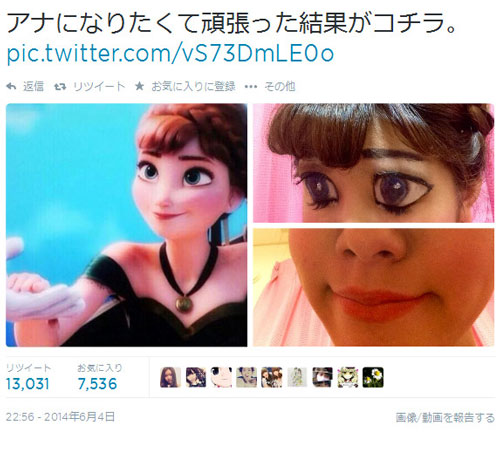 アナになりたくて頑張った結果がコチラ。
pic.twitter.com/vS73DmLE0o
返信 リツイート お気に入りに登録 ••• その他
リツイート お気に入り
13,031 7,536
22:56 - 2014年6月4日 画像/動画を報告する